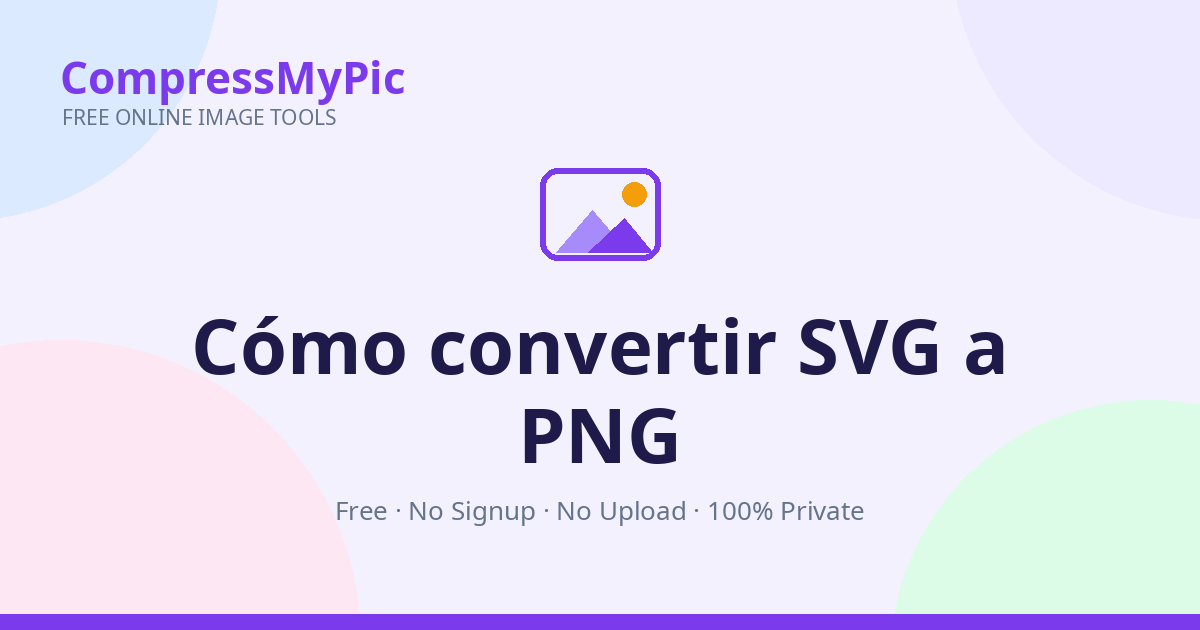 CompressMyPic
FREE ONLINE IMAGE TOOLS
Cómo convertir SVG a
PNG
Free · No Signup · No Upload · 100% Private